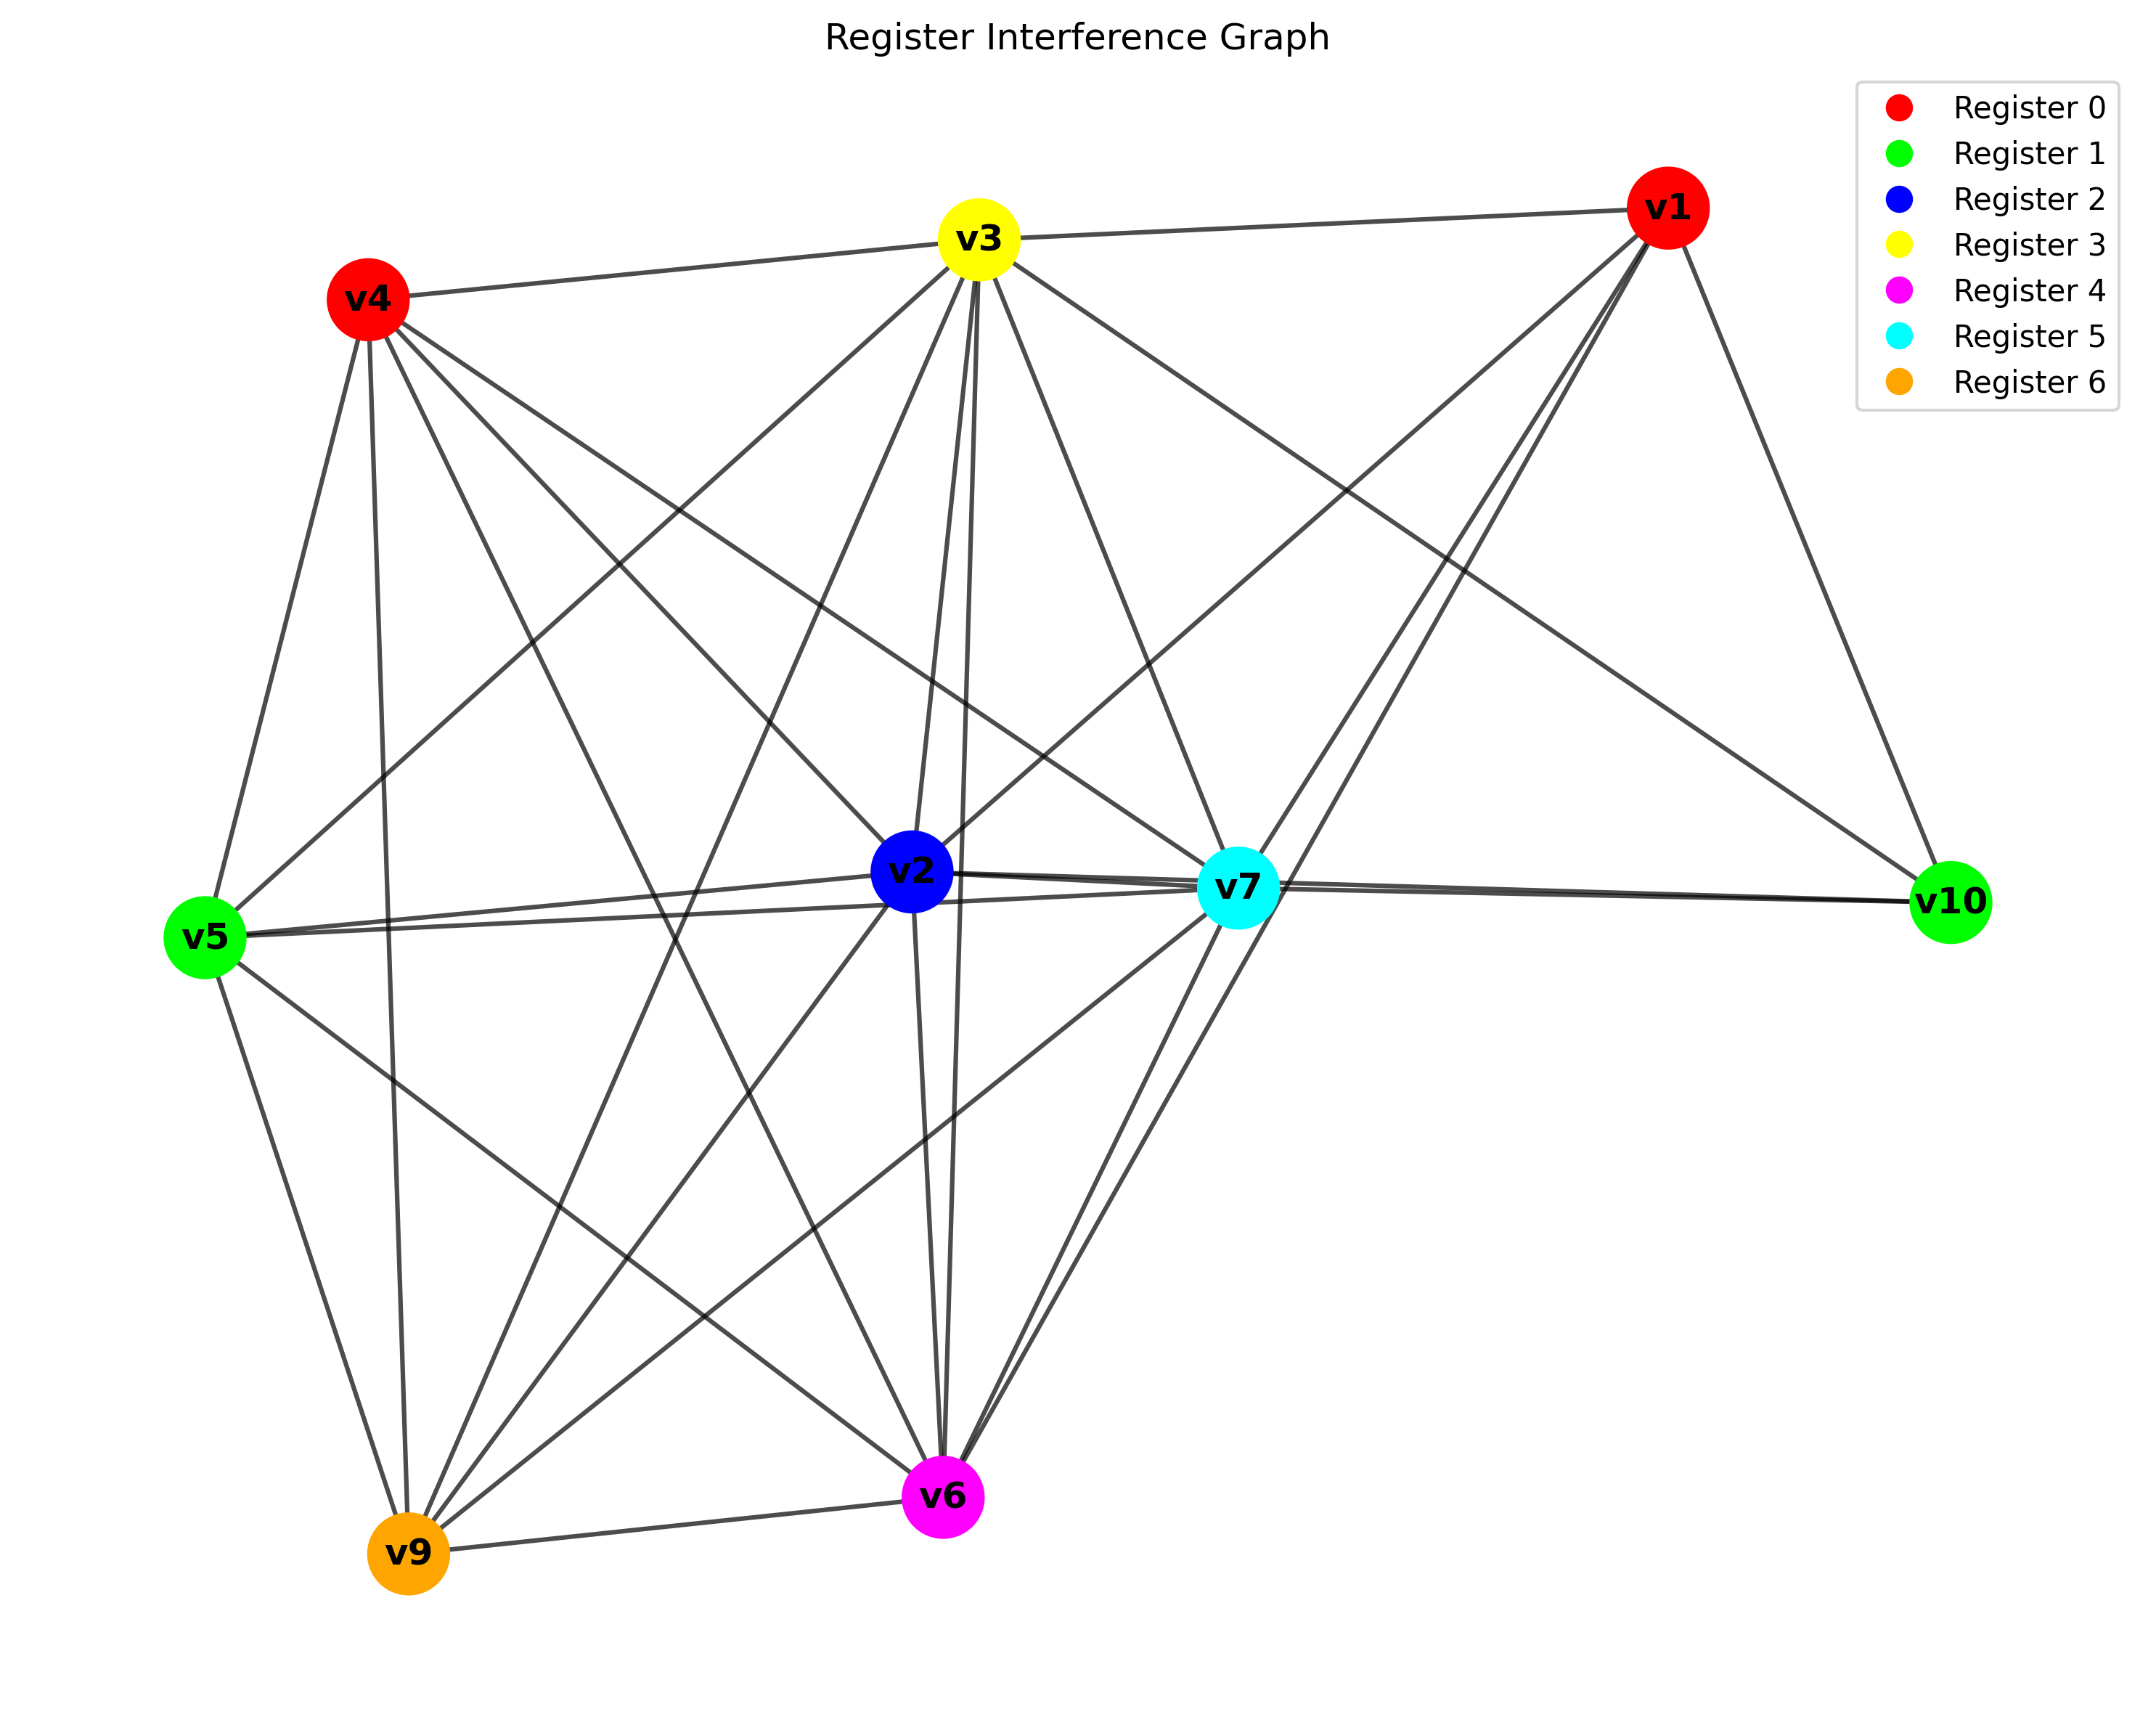 Register Interference Graph
Register 0
Register 1
Register 2
Register 3
Register 4
Register 5
Register 6
v1
v3
v4
v2
v7
v10
v5
v6
v9